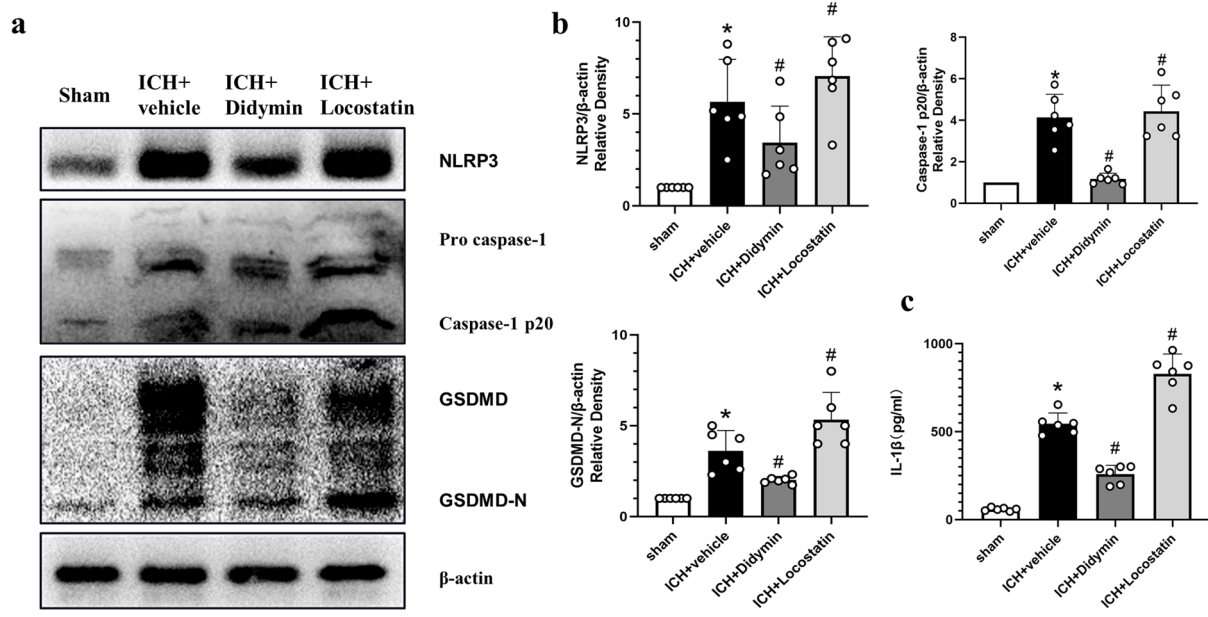 a
Sham
ICH+
vehicle
ICH+
Didymin
ICH+
Locostatin
NLRP3
Pro caspase-1
Caspase-1 p20
GSDMD
GSDMD-N
β-actin
b
NLRP3/β-actin
Relative Density
10
5
0
*
#
#
sham
ICH+vehicle
ICH+Didymin
ICH+Locostatin
Caspase-1 p20/β-actin
Relative Density
8
6
4
2
0
*
#
#
sham
ICH+vehicle
ICH+Didymin
ICH+Locostatin
GSDMD-N/β-actin
Relative Density
10
5
0
*
#
#
sham
ICH+vehicle
ICH+Didymin
ICH+Locostatin
c
IL-1β(pg/ml)
1000
500
0
*
#
#
sham
ICH+vehicle
ICH+Didymin
ICH+Locostatin